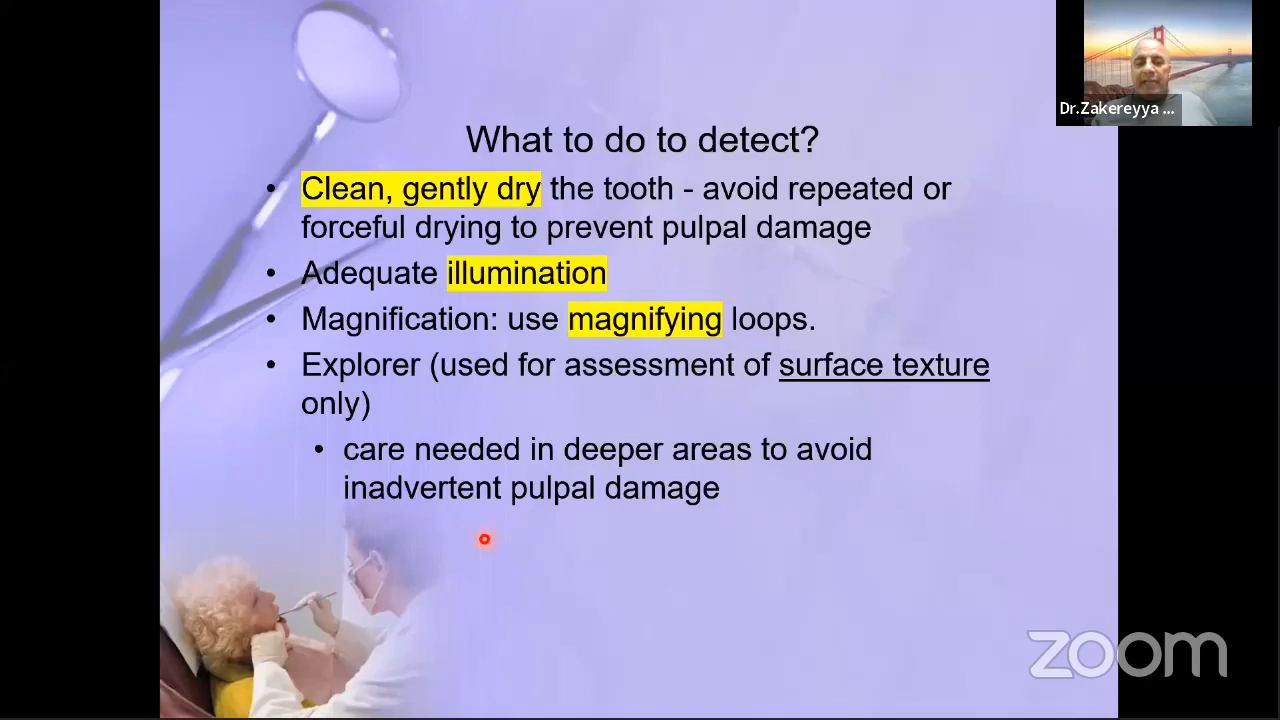 Dr.Zakereyya ...
What to do to detect?
• Clean, gently dry the tooth - avoid repeated or
forceful drying to prevent pulpal damage
• Adequate illumination
• Magnification: use magnifying loops.
• Explorer (used for assessment of surface texture
only)
• care needed in deeper areas to avoid
inadvertent pulpal damage
zoom